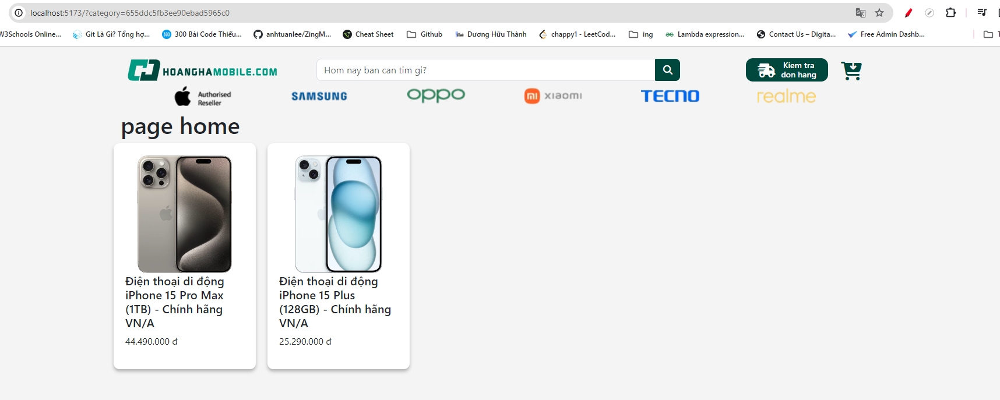 localhost:5173/?category=655ddc5fb3ee90ebad5965c0
W3Schools Online... Git Là Gì? Tổng hợ... 300 Bài Code Thiếu... anhtuanlee/ZingM... Cheat Sheet Github Dương Hữu Thành chappy1 - LeetCod... ing Lambda expression... Contact Us – Digita... Free Admin Dashb...
HOANGHAMOBILE.COM
Hom nay ban can tim gi?
Kiem tra
don hang
Authorised
Reseller
SAMSUNG
oppo
mi xiaomi
TECNO
realme
page home
Điện thoại di động
iPhone 15 Pro Max
(1TB) - Chính hãng
VN/A
44.490.000 đ
Điện thoại di động
iPhone 15 Plus
(128GB) - Chính hãng
VN/A
25.290.000 đ